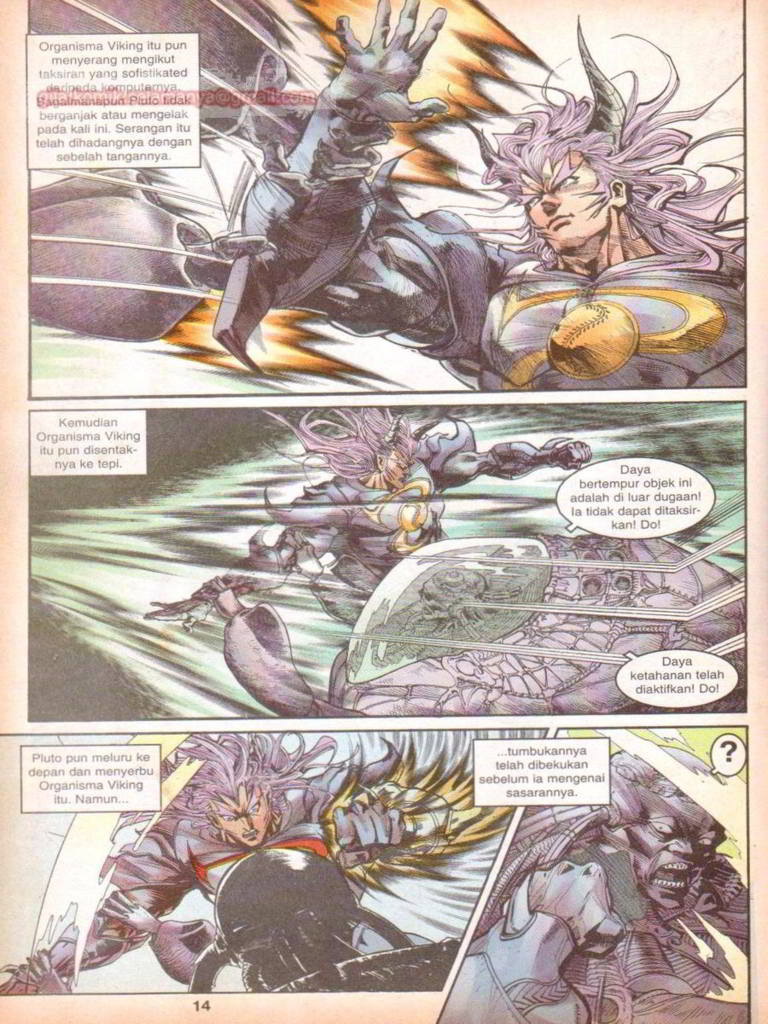 Organisma Viking itu pun
menyerang mengikut
taksiran yang sofistikated
daripada komputernya.
Bagaimanapun Pluto tidak
berganjak atau mengelak
pada kali ini. Serangan itu
telah dihadangnya dengan
sebelah tangannya.
Kemudian
Organisma Viking
itu pun disentak-
nya ke tepi.
Daya
bertempur objek ini
adalah di luar dugaan!
Ia tidak dapat ditaksir-
kan! Do!
Daya
ketahanan telah
diaktifkan! Do!
Pluto pun meluru ke
depan dan menyerbu
Organisma Viking
itu. Namun...
...tumbukannya
telah dibekukan
sebelum ia mengenai
sasarannya.
?
14